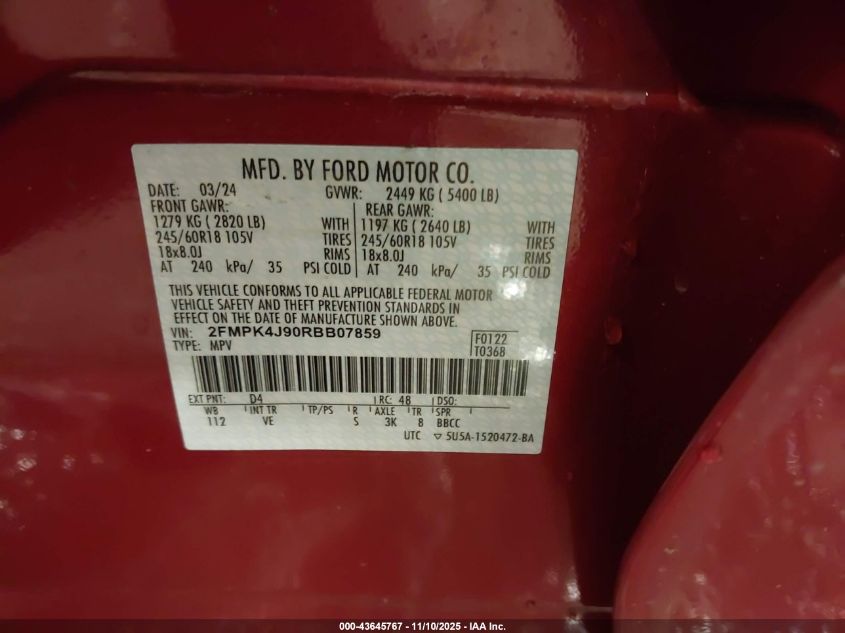 MFD. BY FORD MOTOR CO.
DATE: 03/24 GVWR: 2449 KG ( 5400 LB)
FRONT GAWR: REAR GAWR:
1279 KG ( 2820 LB) WITH 1197 KG ( 2640 LB) WITH
245/60R18 105V TIRES 245/60R18 105V TIRES
18x8.0J RIMS 18x8.0J RIMS
AT 240 kPa/ 35 PSI COLD AT 240 kPa/ 35 PSI COLD
THIS VEHICLE CONFORMS TO ALL APPLICABLE FEDERAL MOTOR
VEHICLE SAFETY AND THEFT PREVENTION STANDARDS IN
EFFECT ON THE DATE OF MANUFACTURE SHOWN ABOVE.
VIN: 2FMPK4J90RBB07859 F0122
TYPE: MPV T0368
EXT PNT: D4 RC: 48 DSO:
WB INT TR TP/PS R AXLE TR SPR
112 VE S 3K 8 BBCC
UTC ▽ 5U5A-1520472-BA
000-43645767 - 11/10/2025 - IAA Inc.